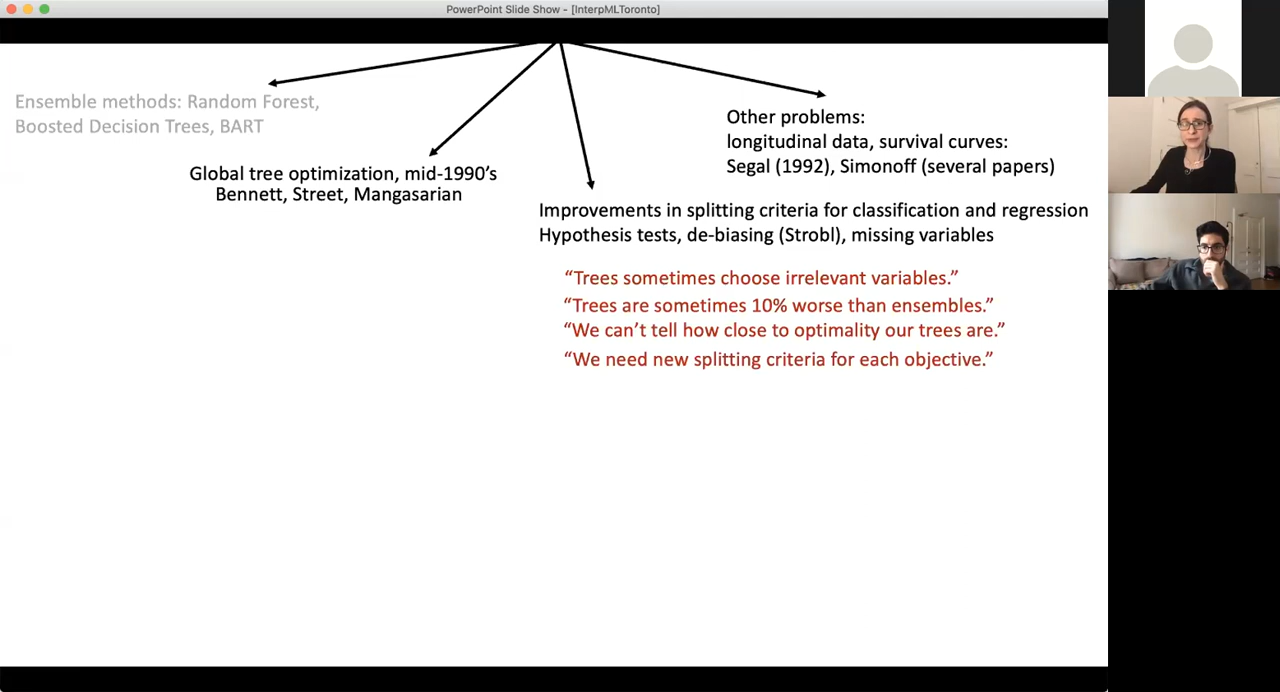 PowerPoint Slide Show - [InterpMLToronto]
Ensemble methods: Random Forest,
Boosted Decision Trees, BART
Global tree optimization, mid-1990’s
Bennett, Street, Mangasarian
Other problems:
longitudinal data, survival curves:
Segal (1992), Simonoff (several papers)
Improvements in splitting criteria for classification and regression
Hypothesis tests, de-biasing (Strobl), missing variables
“Trees sometimes choose irrelevant variables.”
“Trees are sometimes 10% worse than ensembles.”
“We can’t tell how close to optimality our trees are.”
“We need new splitting criteria for each objective.”